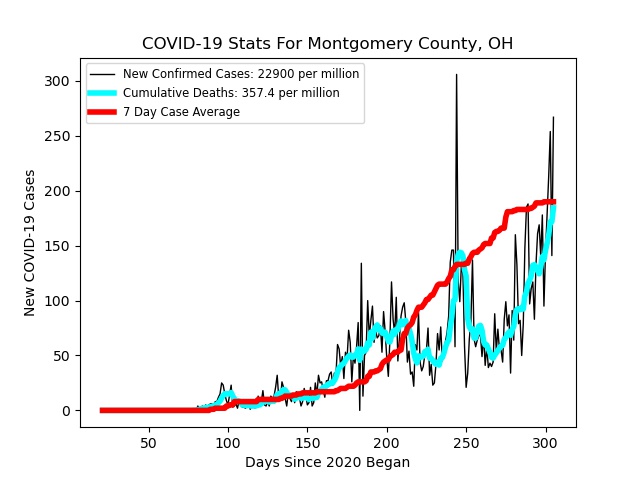 COVID-19 Stats For Montgomery County, OH
New Confirmed Cases: 22900 per million
Cumulative Deaths: 357.4 per million
7 Day Case Average
New COVID-19 Cases
300
250
200
150
100
50
0
50 100 150 200 250 300
Days Since 2020 Began